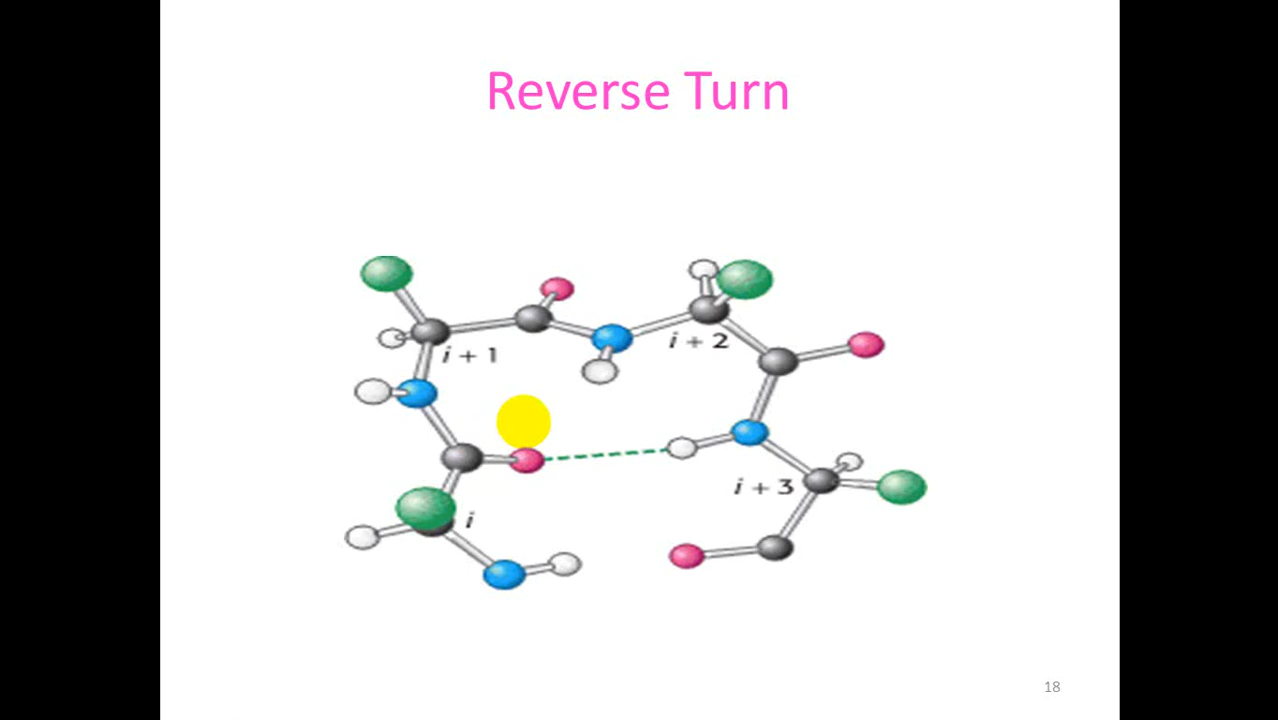 Reverse Turn
i + 1
i + 2
i + 3
i
18